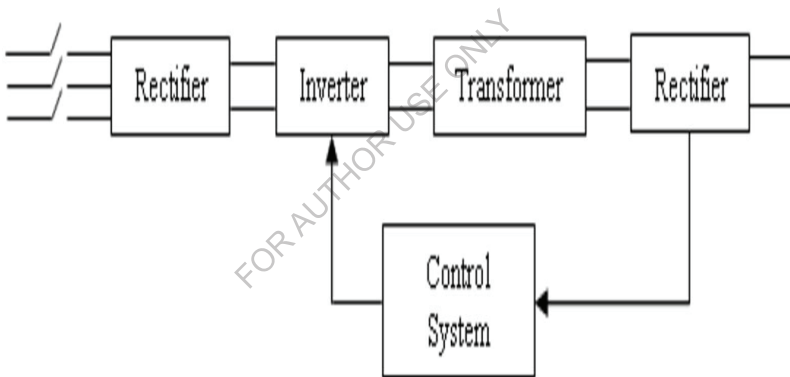 Rectifier
Inverter
Transformer
Rectifier
Control
System
FOR AUTHOR USE ONLY